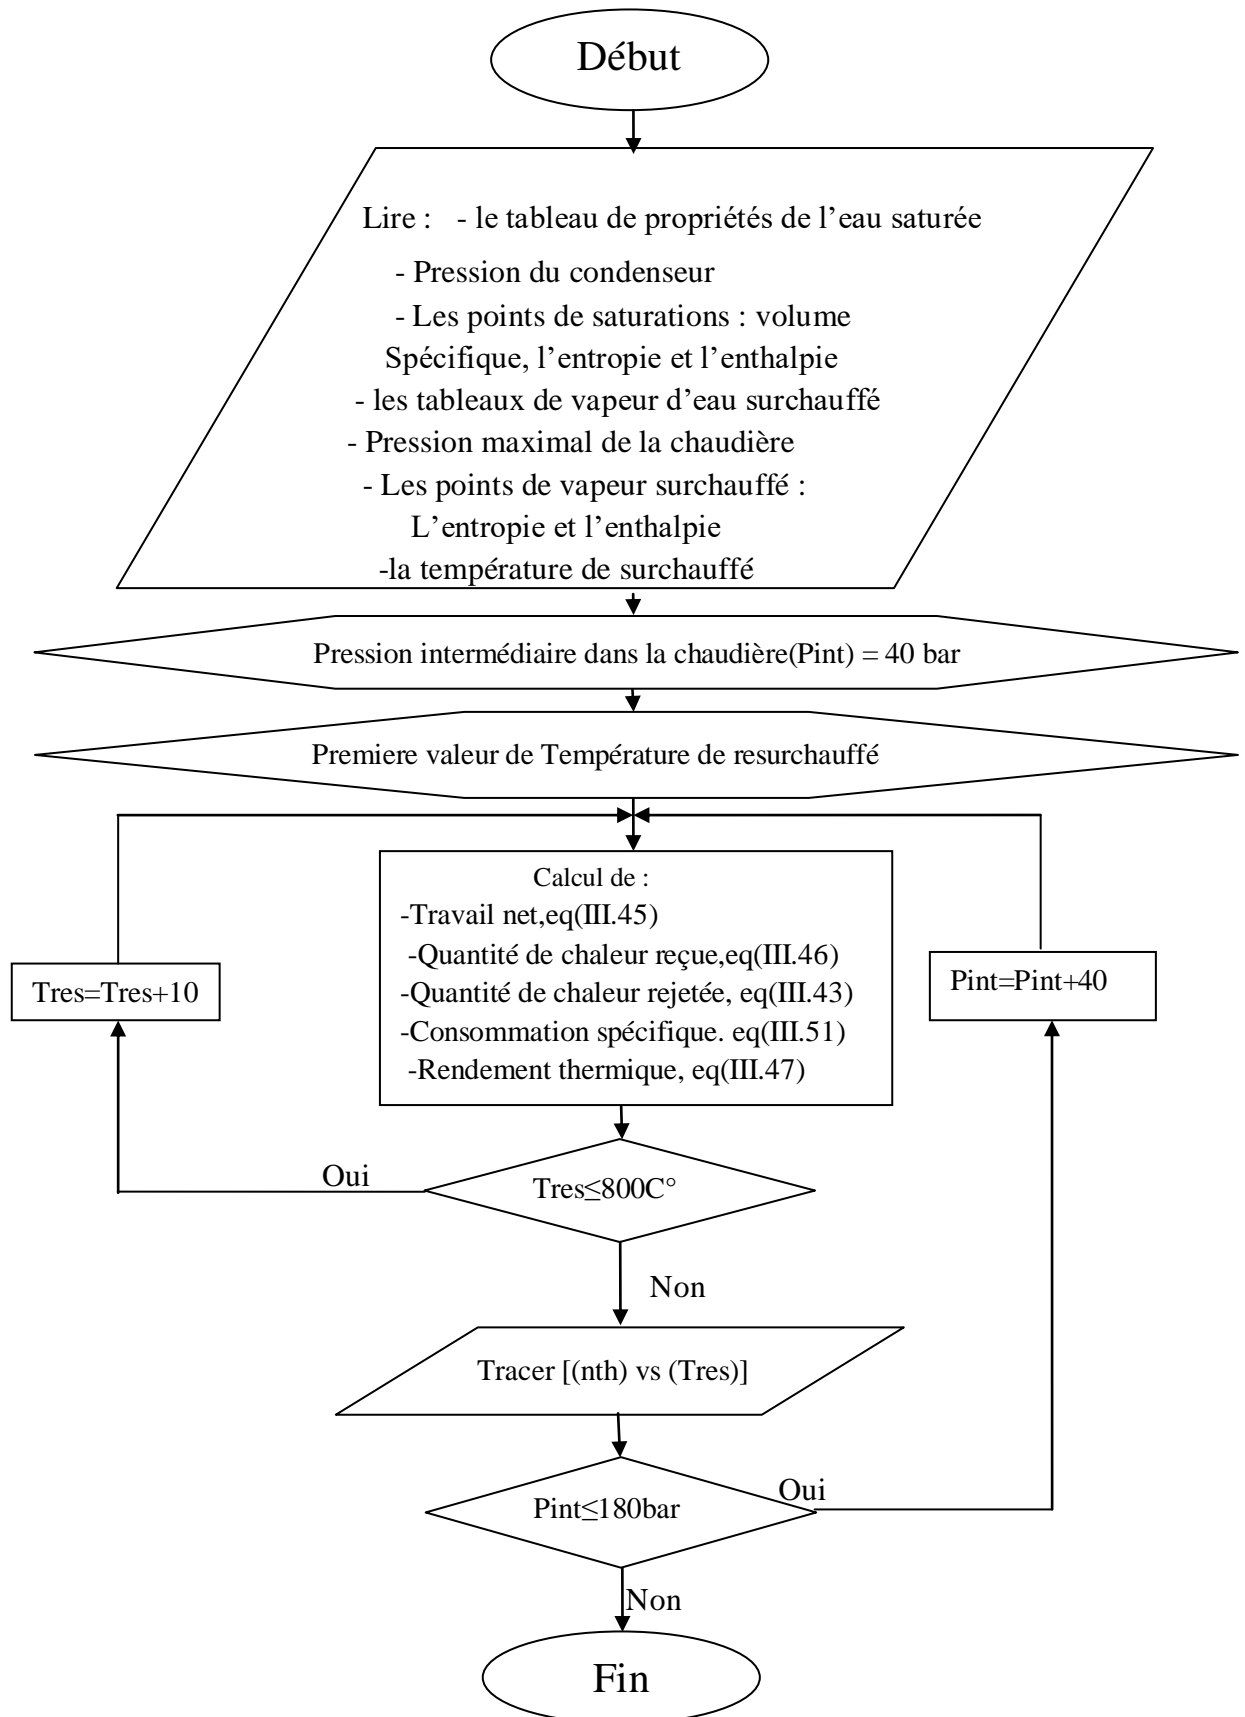 Début
Lire :   - le tableau de propriétés de l’eau saturée
- Pression du condenseur
- Les points de saturations : volume
Spécifique, l’entropie et l’enthalpie
- les tableaux de vapeur d’eau surchauffé
- Pression maximal de la chaudière
- Les points de vapeur surchauffé :
L’entropie et l’enthalpie
-la température de surchauffé
Pression intermédiaire dans la chaudière(Pint) = 40 bar
Premiere valeur de Température de resurchauffé
Calcul de :
-Travail net,eq(III.45)
-Quantité de chaleur reçue,eq(III.46)
-Quantité de chaleur rejetée, eq(III.43)
-Consommation spécifique. eq(III.51)
-Rendement thermique, eq(III.47)
Tres=Tres+10
Pint=Pint+40
Oui
Tres≤800C°
Non
Tracer [(nth) vs (Tres)]
Pint≤180bar
Oui
Non
Fin